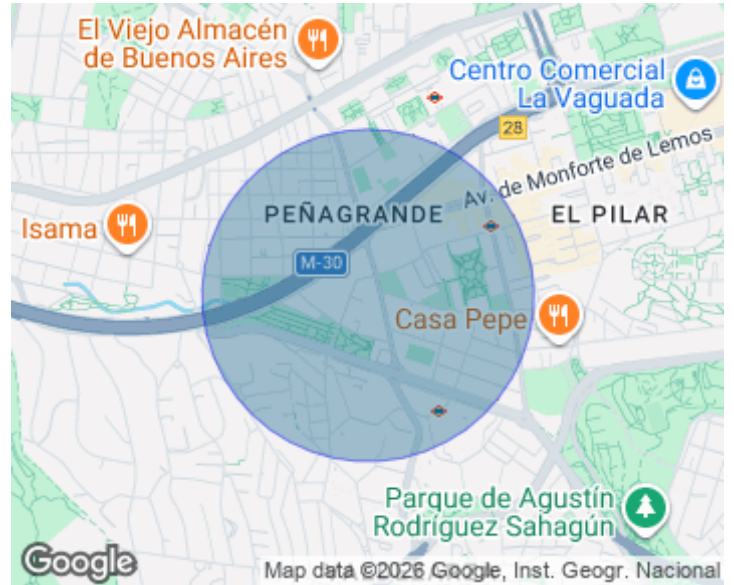 El Viejo Almacén
de Buenos Aires
Centro Comercial
La Vaguada
28
Av. de Monforte de Lemos
PEÑAGRANDE
EL PILAR
Isama
M-30
Casa Pepe
Parque de Agustín
Rodríguez Sahagún
Google
Map data ©2026 Google, Inst. Geogr. Nacional